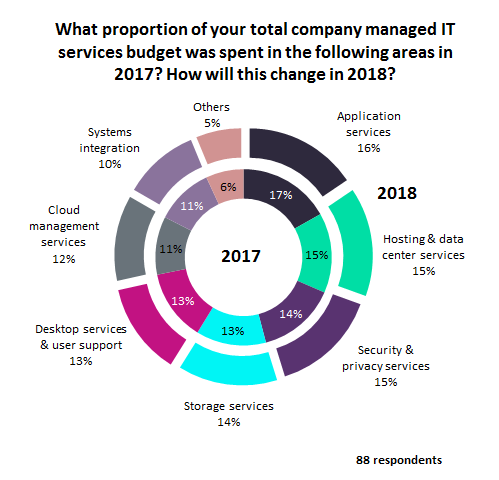 What proportion of your total company managed IT
services budget was spent in the following areas in
2017? How will this change in 2018?
Others
5%
Application
services
16%
Systems
integration
10%
6%
17%
2018
11%
Cloud
management
services
12%
11%
2017
15%
Hosting & data
center services
15%
13%
14%
13%
Desktop services
& user support
13%
Security &
privacy services
15%
Storage services
14%
88 respondents